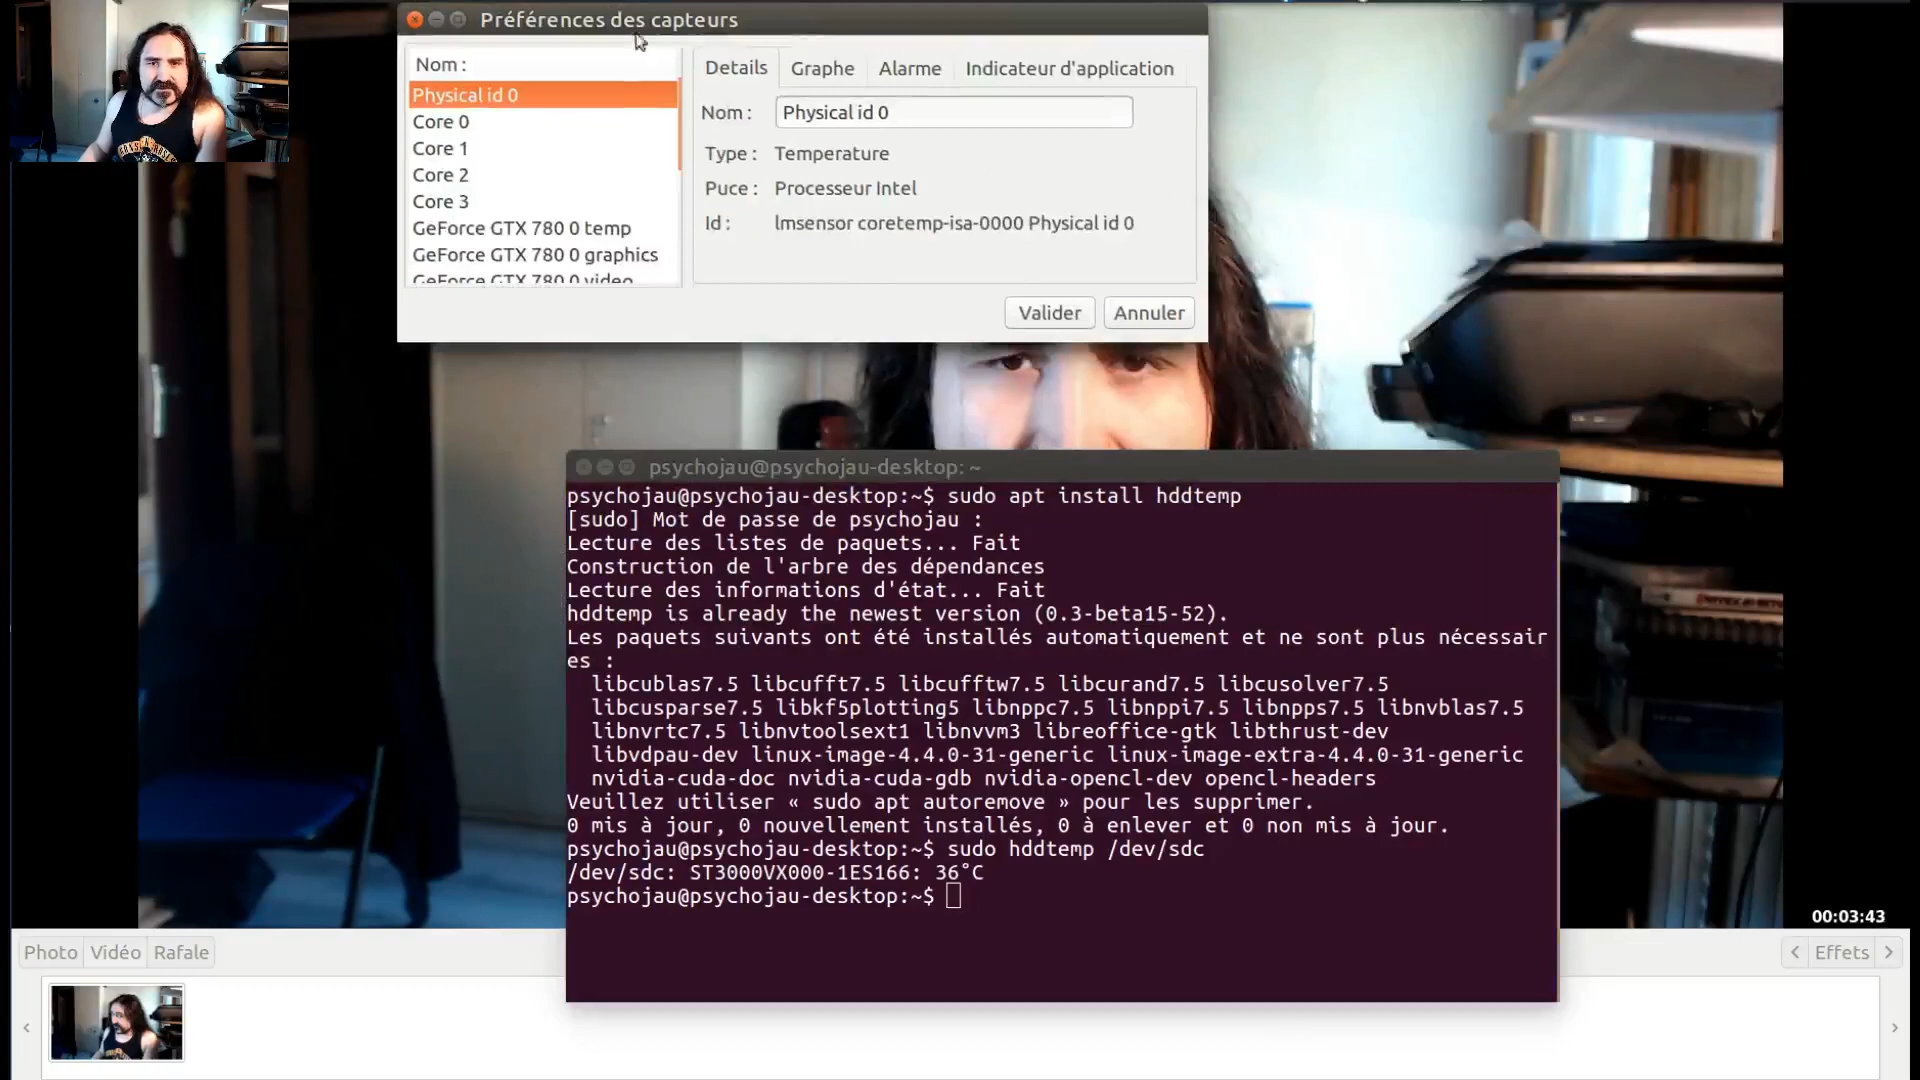 Préférences des capteurs
Nom :
Physical id 0
Core 0
Core 1
Core 2
Core 3
GeForce GTX 780 0 temp
GeForce GTX 780 0 graphics
GeForce GTX 780 0 video
Details Graphe Alarme Indicateur d'application
Nom : Physical id 0
Type : Temperature
Puce : Processeur Intel
Id : lmsensor coretemp-isa-0000 Physical id 0
Valider Annuler
psychojau@psychojau-desktop: ~
psychojau@psychojau-desktop:~$ sudo apt install hddtemp
[sudo] Mot de passe de psychojau :
Lecture des listes de paquets... Fait
Construction de l'arbre des dépendances
Lecture des informations d'état... Fait
hddtemp is already the newest version (0.3-beta15-52).
Les paquets suivants ont été installés automatiquement et ne sont plus nécessair
es :
libcublas7.5 libcufft7.5 libcufftw7.5 libcurand7.5 libcusolver7.5
libcusparse7.5 libkf5plotting5 libnppc7.5 libnppi7.5 libnpps7.5 libnvblas7.5
libnvrtc7.5 libnvtoolsext1 libnvvm3 libreoffice-gtk libthrust-dev
libvdpau-dev linux-image-4.4.0-31-generic linux-image-extra-4.4.0-31-generic
nvidia-cuda-doc nvidia-cuda-gdb nvidia-opencl-dev opencl-headers
Veuillez utiliser « sudo apt autoremove » pour les supprimer.
0 mis à jour, 0 nouvellement installés, 0 à enlever et 0 non mis à jour.
psychojau@psychojau-desktop:~$ sudo hddtemp /dev/sdc
/dev/sdc: ST3000VX000-1ES166: 36°C
psychojau@psychojau-desktop:~$
00:03:43
Photo Vidéo Rafale
Effets